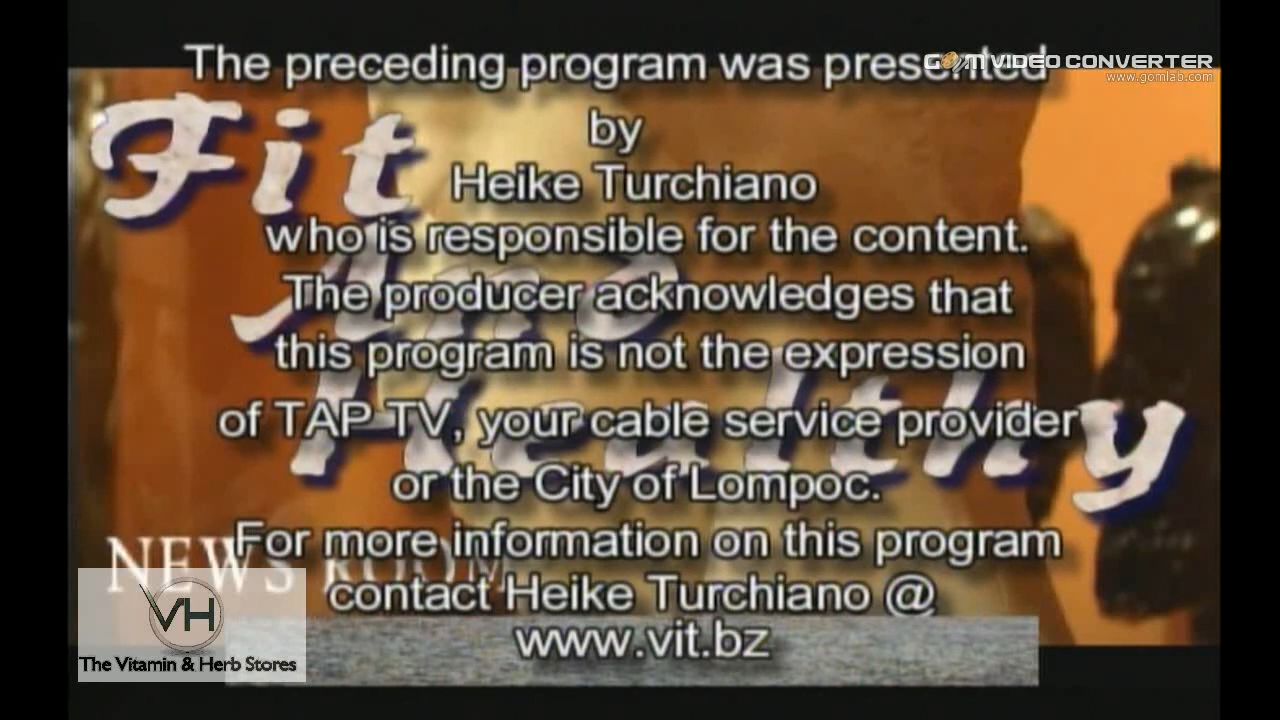 The preceding program was presented
GOM VIDEO CONVERTER
www.gomlab.com
by
Heike Turchiano
who is responsible for the content.
The producer acknowledges that
this program is not the expression
of TAP TV, your cable service provider
or the City of Lompoc.
For more information on this program
contact Heike Turchiano @
www.vit.bz
Fit
And
Healthy
NEWS ROOM
VH
The Vitamin & Herb Stores